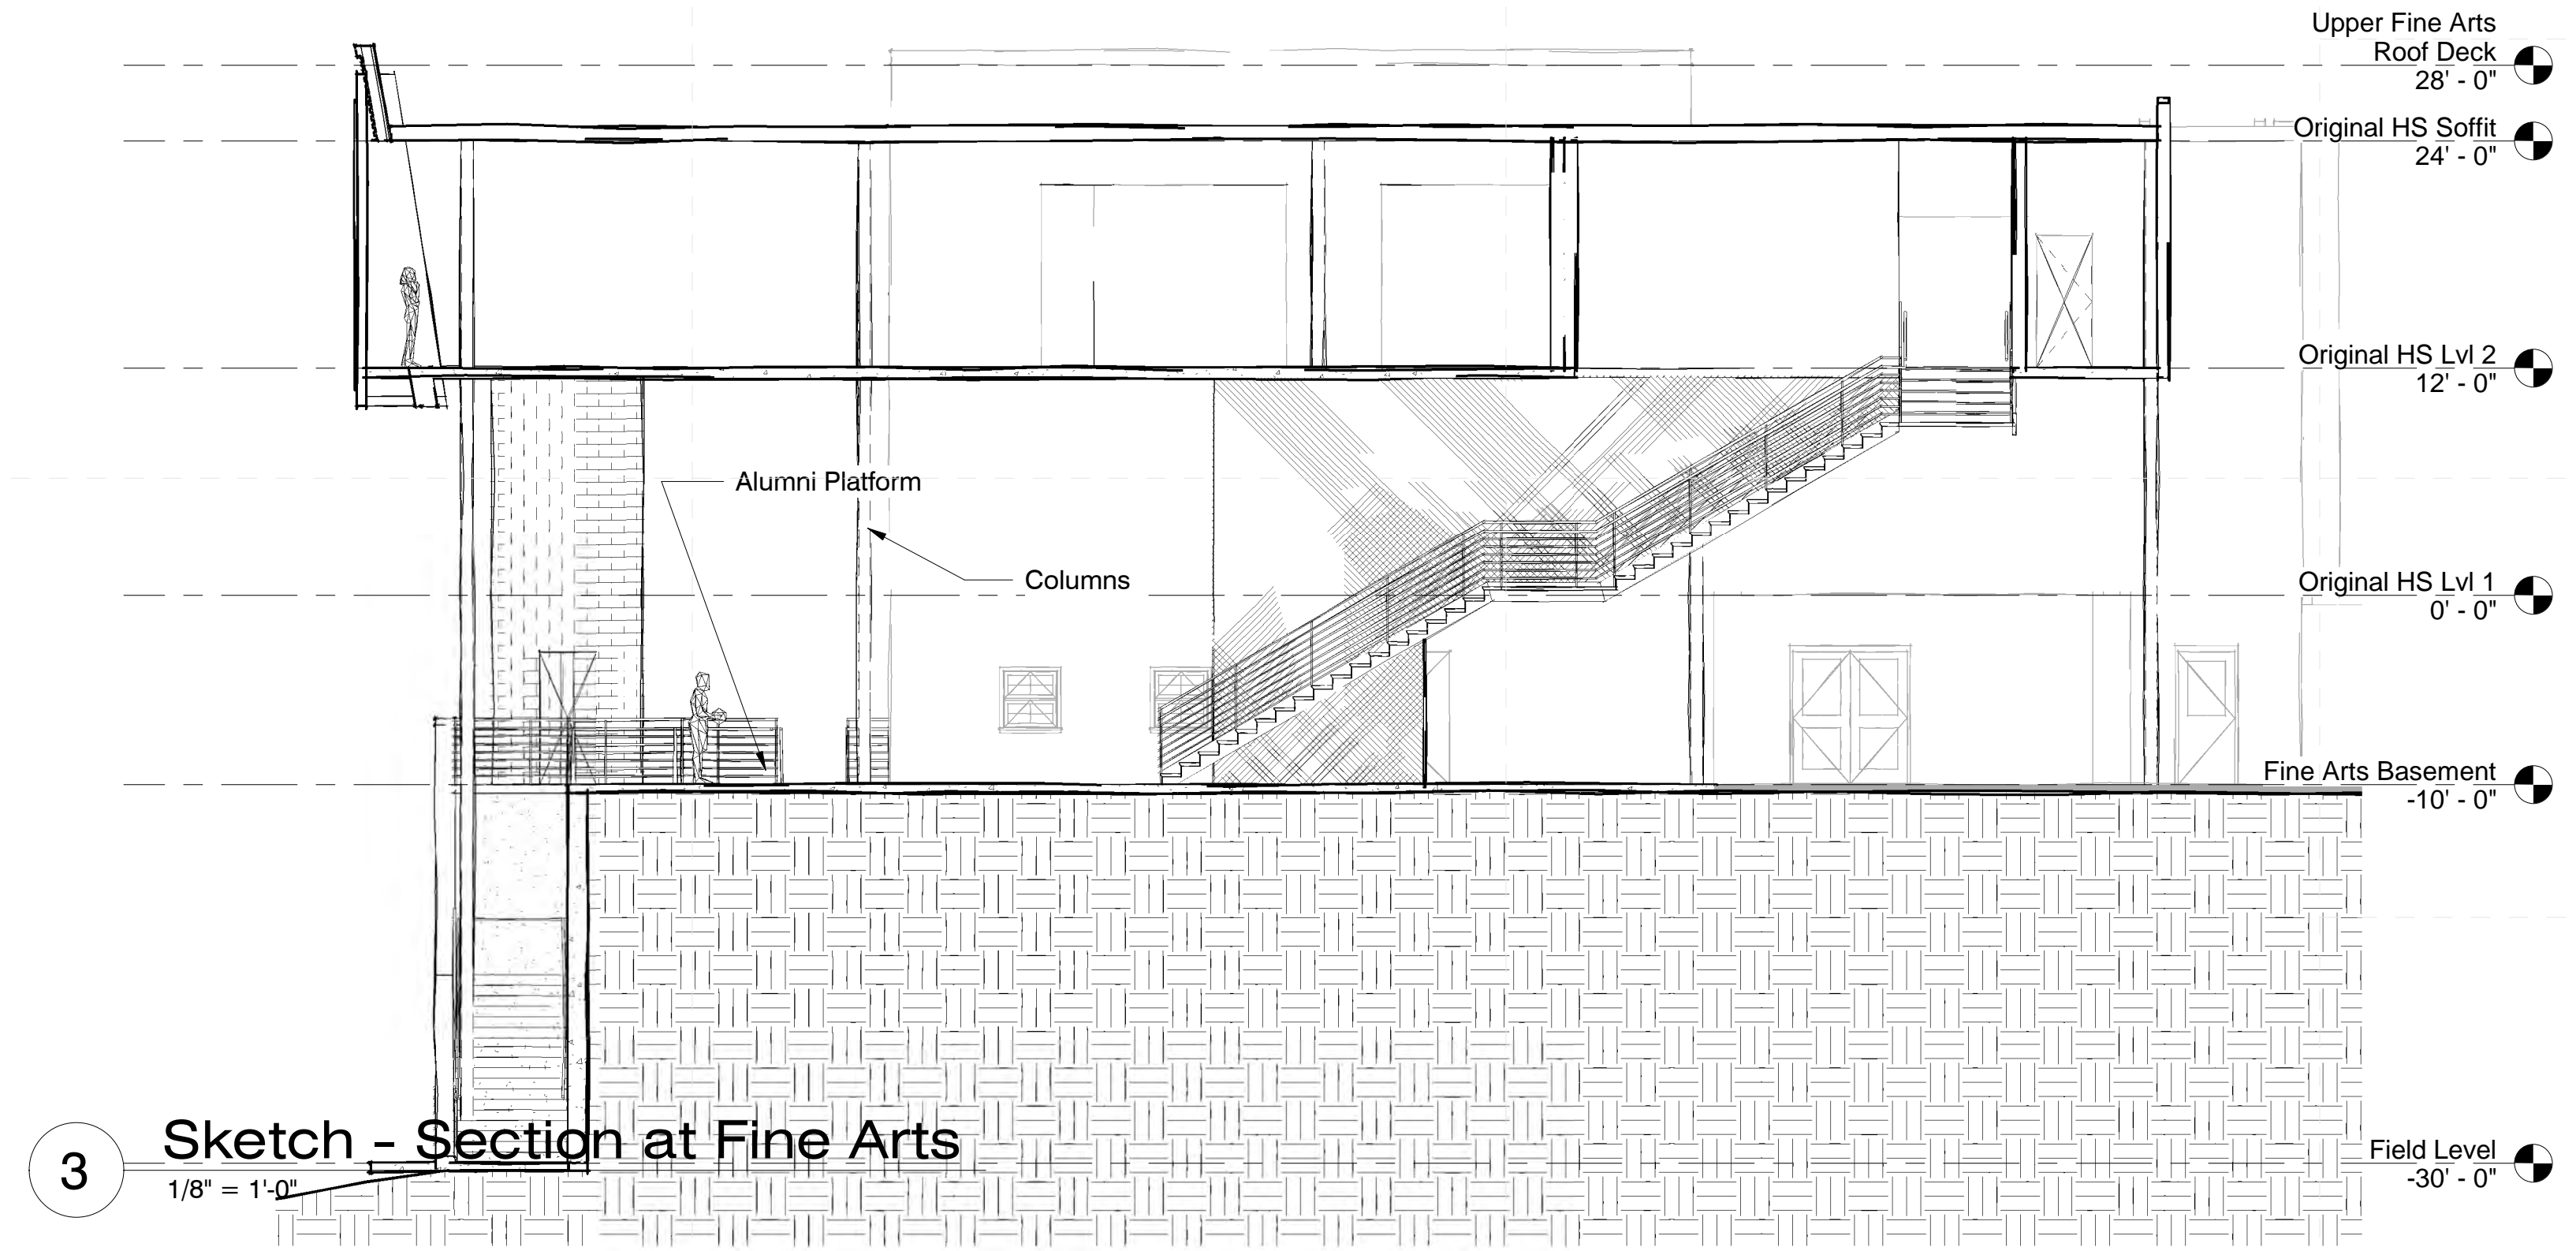 Upper Fine Arts
Roof Deck
28' - 0"
Original HS Soffit
24' - 0"
Original HS Lvl 2
12' - 0"
Alumni Platform
Columns
Original HS Lvl 1
0' - 0"
Fine Arts Basement
-10' - 0"
Field Level
-30' - 0"
3
Sketch - Section at Fine Arts
1/8" = 1'-0"